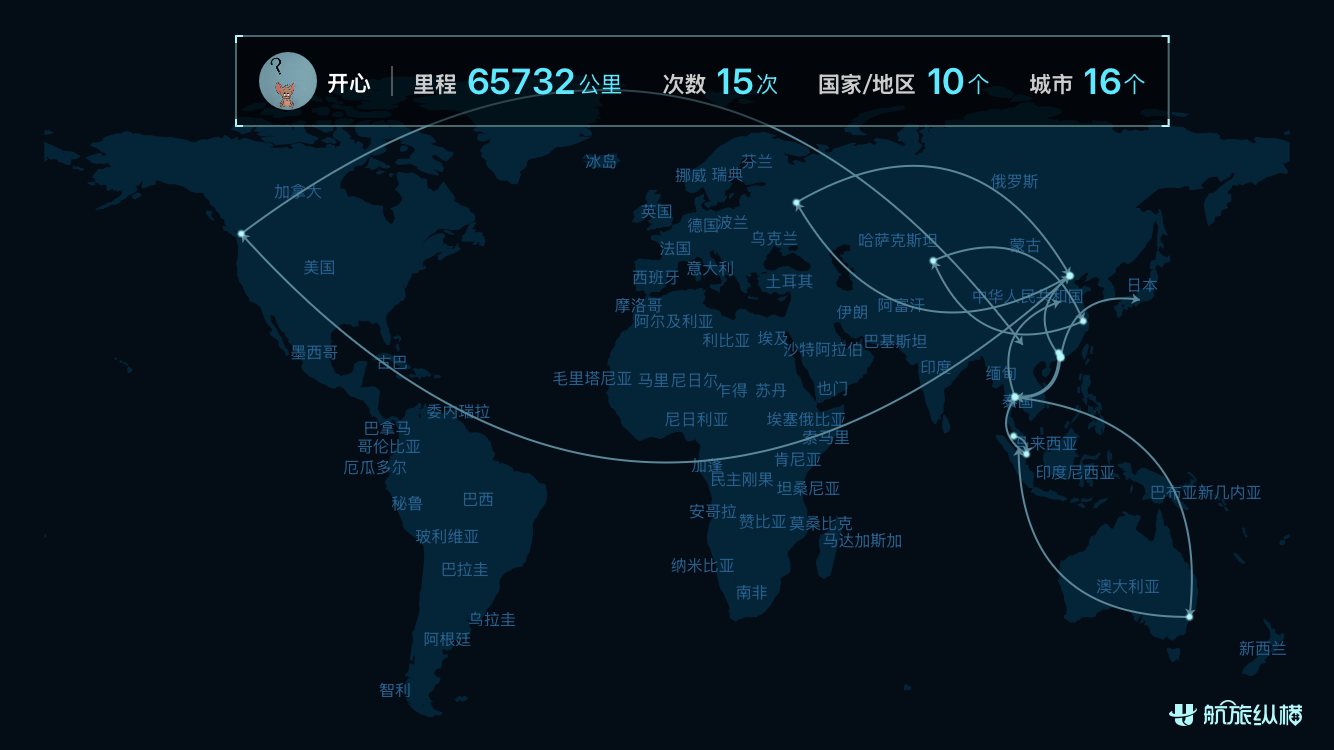 开心 里程 65732公里 次数 15次 国家/地区 10个 城市 16个
冰岛
芬兰
挪威 瑞典
俄罗斯
加拿大
英国
德国
波兰
乌克兰
哈萨克斯坦
蒙古
法国
美国
意大利
西班牙
土耳其
日本
中华人民共和国
摩洛哥
阿富汗
伊朗
阿尔及利亚
利比亚
埃及
巴基斯坦
沙特阿拉伯
墨西哥
古巴
印度
缅甸
毛里塔尼亚
马里
尼日尔
乍得
苏丹
也门
泰国
委内瑞拉
尼日利亚
埃塞俄比亚
巴拿马
索马里
哥伦比亚
马来西亚
厄瓜多尔
加蓬
肯尼亚
印度尼西亚
民主刚果
坦桑尼亚
巴布亚新几内亚
秘鲁
巴西
安哥拉
赞比亚
莫桑比克
玻利维亚
马达加斯加
巴拉圭
纳米比亚
澳大利亚
南非
乌拉圭
阿根廷
新西兰
智利
航旅纵横